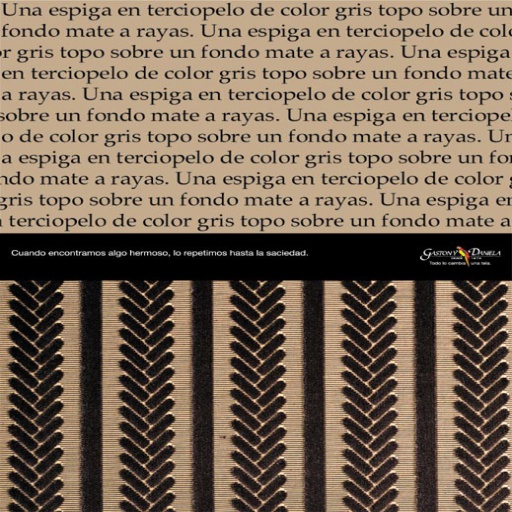 Una espiga en terciopelo de color gris topo sobre un
fondo mate a rayas. Una espiga en terciopelo de colo
r gris topo sobre un fondo mate a rayas. Una espiga
en terciopelo de color gris topo sobre un fondo mate
a rayas. Una espiga en terciopelo de color gris topo s
sobre un fondo mate a rayas. Una espiga en terciope
o de color gris topo sobre un fondo mate a rayas. Un
a espiga en terciopelo de color gris topo sobre un fo
ndo mate a rayas. Una espiga en terciopelo de color g
gris topo sobre un fondo mate a rayas. Una espiga en
terciopelo de color gris topo sobre un fondo mate a
Cuando encontramos algo hermoso, lo repetimos hasta la saciedad.
GASTON Y DANIELA
Todo lo cambia una tela.